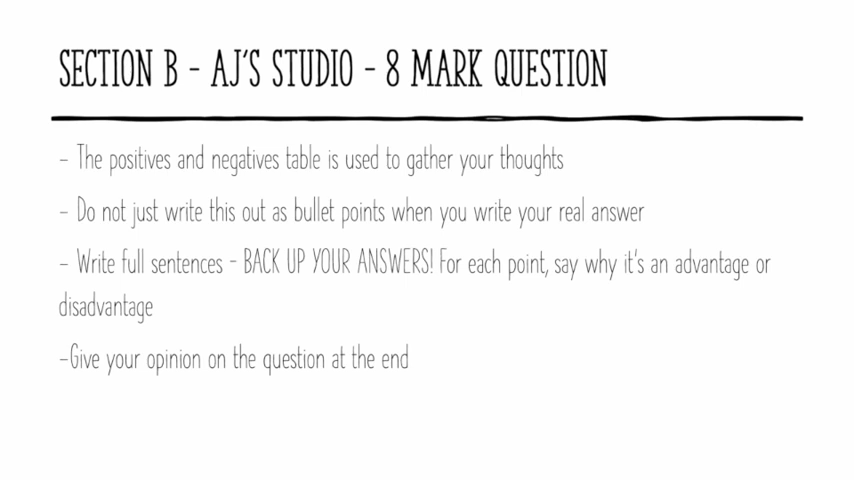 SECTION B - AJ'S STUDIO - 8 MARK QUESTION
- The positives and negatives table is used to gather your thoughts
- Do not just write this out as bullet points when you write your real answer
- Write full sentences - BACK UP YOUR ANSWERS! For each point, say why it's an advantage or
disadvantage
-Give your opinion on the question at the end